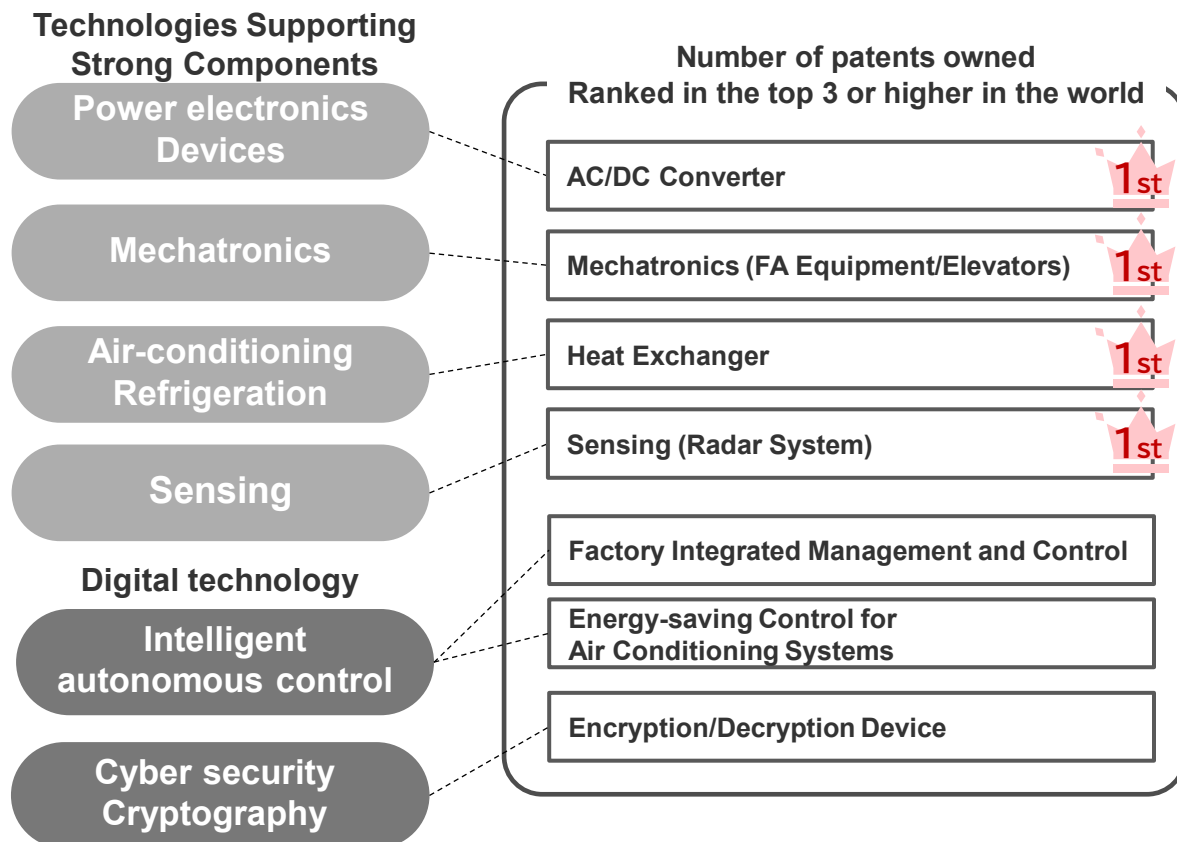 Technologies Supporting
Strong Components
Power electronics
Devices
Mechatronics
Air-conditioning
Refrigeration
Sensing
Digital technology
Intelligent
autonomous control
Cyber security
Cryptography
Number of patents owned
Ranked in the top 3 or higher in the world
AC/DC Converter
1st
Mechatronics (FA Equipment/Elevators)
1st
Heat Exchanger
1st
Sensing (Radar System)
1st
Factory Integrated Management and Control
Energy-saving Control for
Air Conditioning Systems
Encryption/Decryption Device